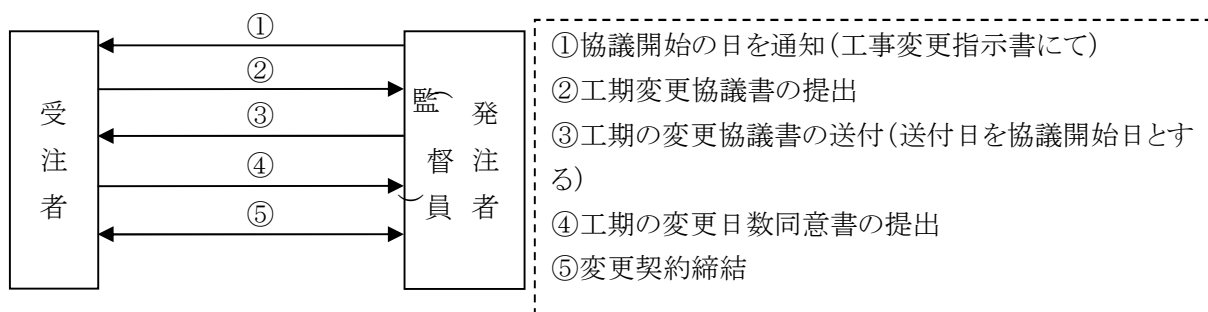 ①
②
③
④
⑤
受注者
発注者
(監督員)
①協議開始の日を通知(工事変更指示書にて)
②工期変更協議書の提出
③工期の変更協議書の送付(送付日を協議開始日とす
る)
④工期の変更日数同意書の提出
⑤変更契約締結